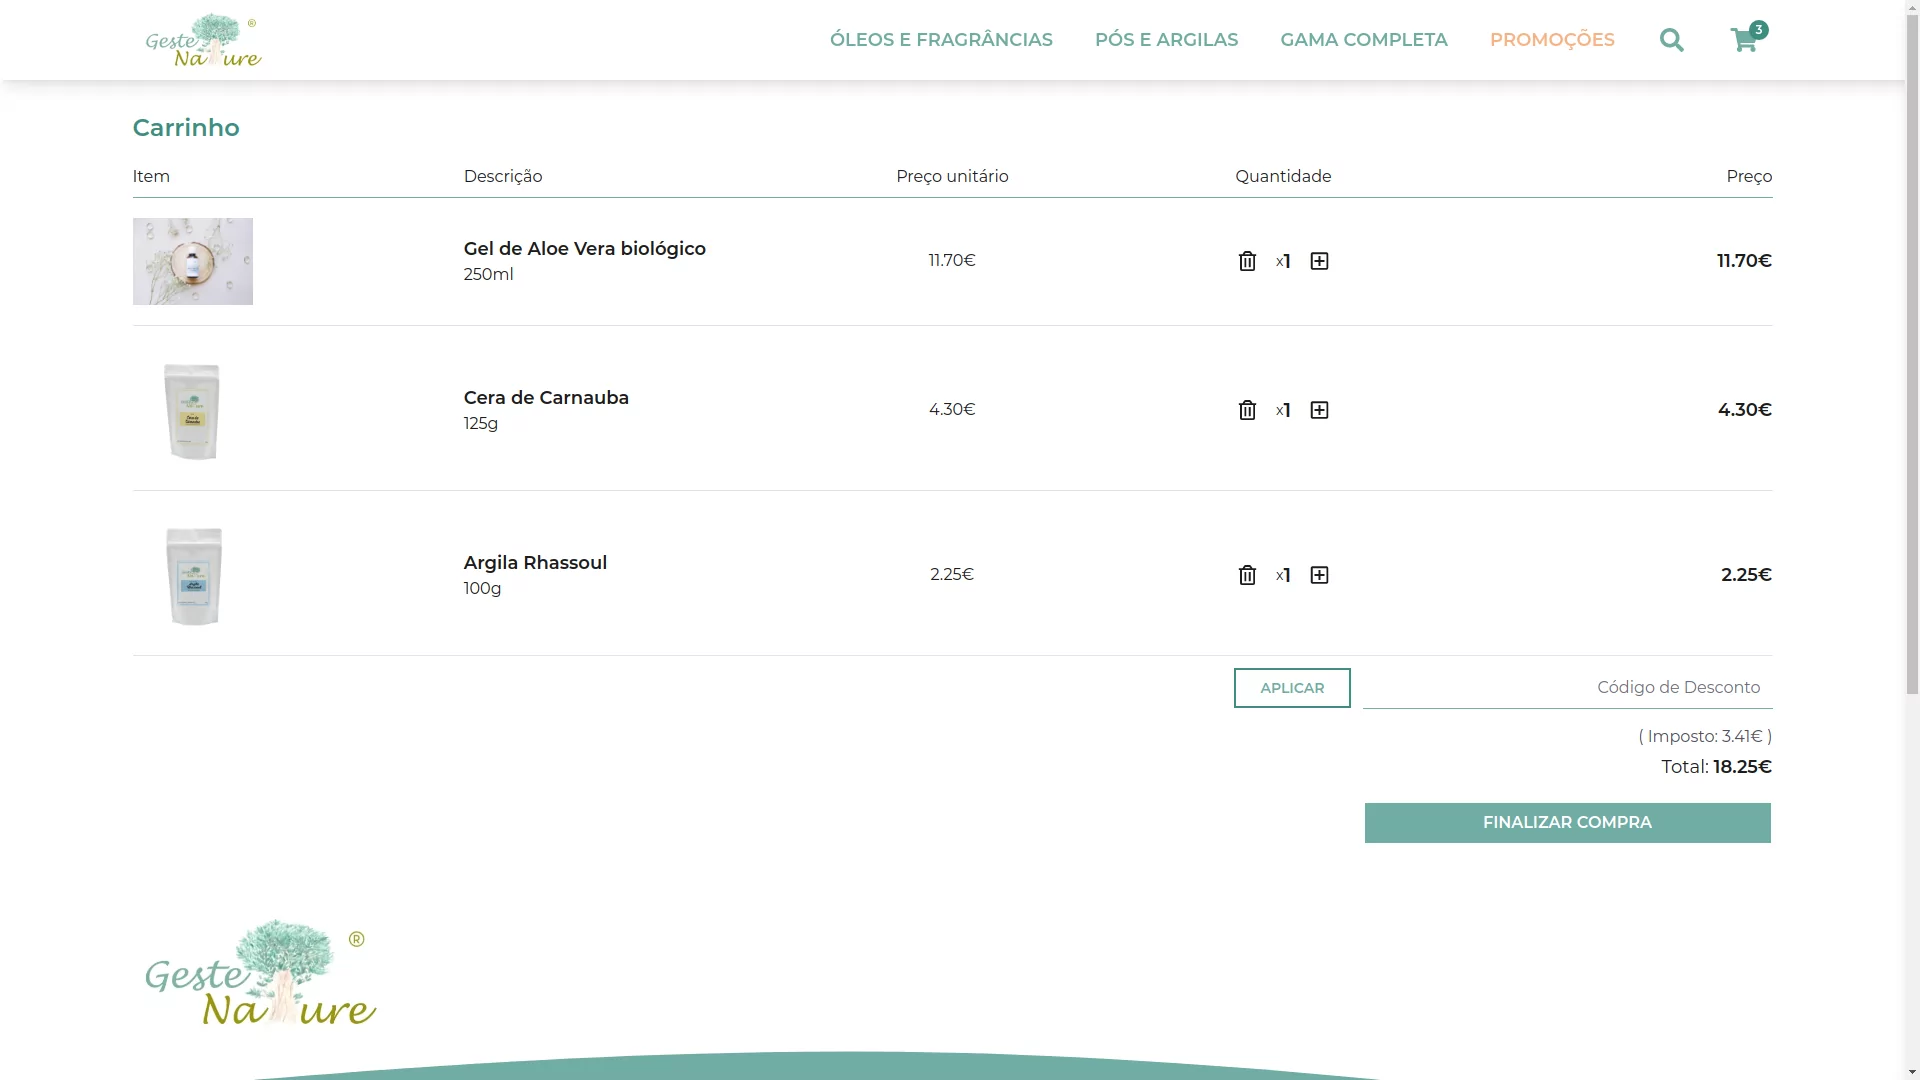 Geste Nature ®
ÓLEOS E FRAGRÂNCIAS PÓS E ARGILAS GAMA COMPLETA PROMOÇÕES 3
Carrinho
Item Descrição Preço unitário Quantidade Preço
Gel de Aloe Vera biológico
250ml
11.70€ x1 11.70€
Cera de Carnauba
125g
4.30€ x1 4.30€
Argila Rhassoul
100g
2.25€ x1 2.25€
APLICAR Código de Desconto
( Imposto: 3.41€ )
Total: 18.25€
FINALIZAR COMPRA
Geste
Nature ®